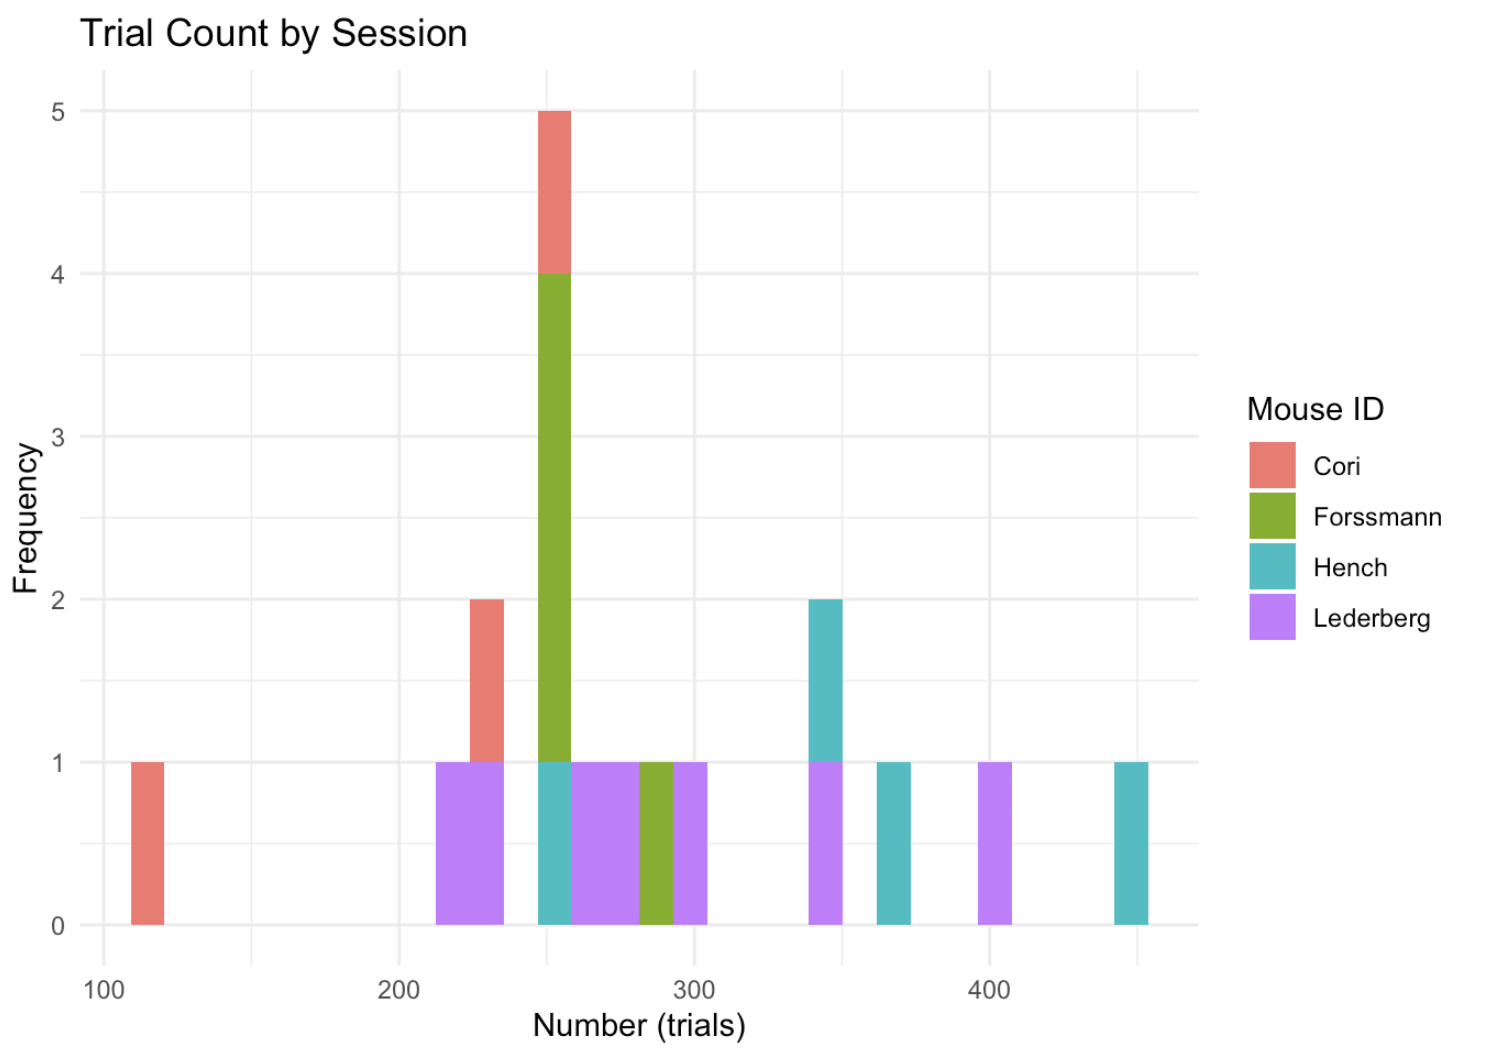 Trial Count by Session
5
4
3
2
1
0
Frequency
100 200 300 400
Number (trials)
Mouse ID
Cori
Forssmann
Hench
Lederberg